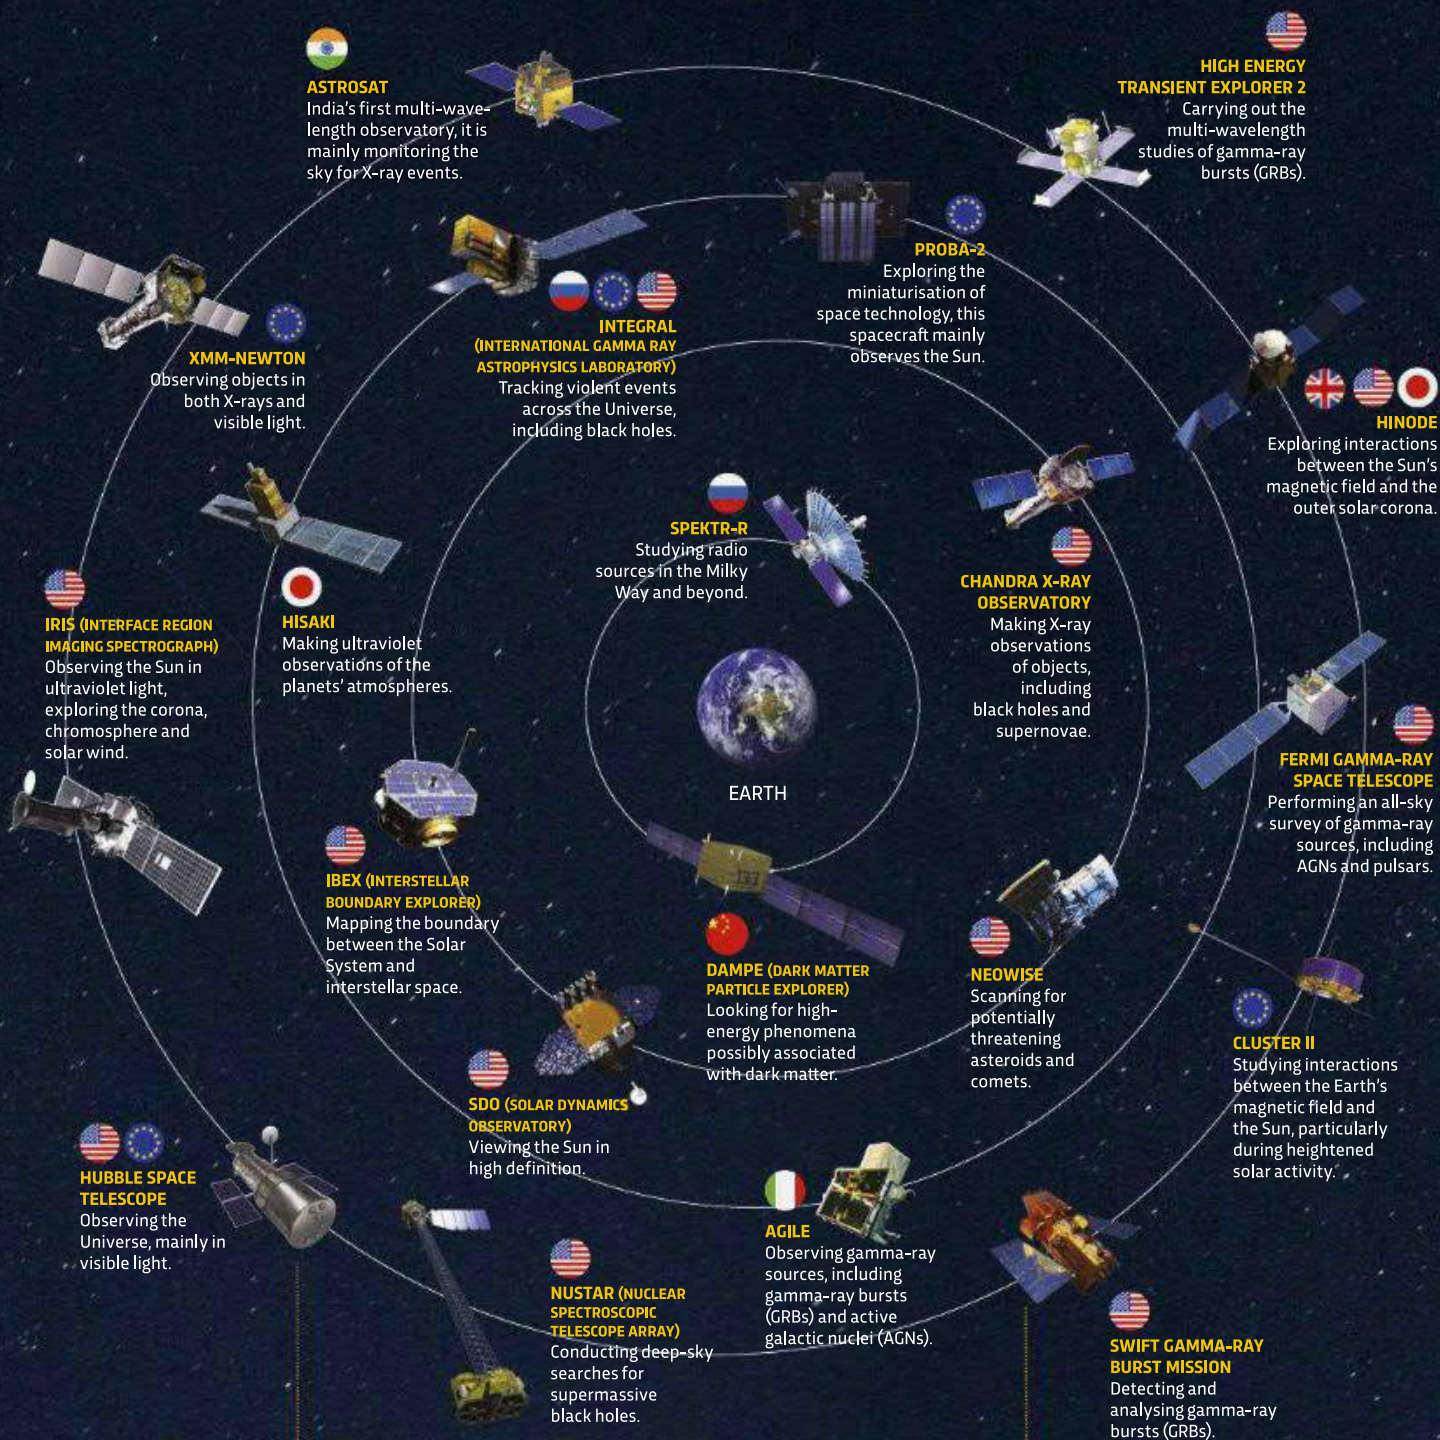 ASTROSAT
India's first multi-wave-
length observatory, it is
mainly monitoring the
sky for X-ray events.
HIGH ENERGY
TRANSIENT EXPLORER 2
Carrying out the
multi-wavelength
studies of gamma-ray
bursts (GRBs).
PROBA-2
Exploring the
miniaturisation of
space technology, this
spacecraft mainly
observes the Sun.
INTEGRAL
(INTERNATIONAL GAMMA RAY
ASTROPHYSICS LABORATORY)
Tracking violent events
across the Universe,
including black holes.
XMM-NEWTON
Observing objects in
both X-rays and
visible light.
HINODE
Exploring interactions
between the Sun's
magnetic field and the
outer solar corona.
SPEKTR-R
Studying radio
sources in the Milky
Way and beyond.
CHANDRA X-RAY
OBSERVATORY
Making X-ray
observations
of objects,
including
black holes and
supernovae.
IRIS (INTERFACE REGION
IMAGING SPECTROGRAPH)
Observing the Sun in
ultraviolet light,
exploring the corona,
chromosphere and
solar wind.
HISAKI
Making ultraviolet
observations of the
planets' atmospheres.
EARTH
FERMI GAMMA-RAY
SPACE TELESCOPE
Performing an all-sky
survey of gamma-ray
sources, including
AGNs and pulsars.
IBEX (INTERSTELLAR
BOUNDARY EXPLORER)
Mapping the boundary
between the Solar
System and
interstellar space.
DAMPE (DARK MATTER
PARTICLE EXPLORER)
Looking for high-
energy phenomena
possibly associated
with dark matter.
NEOWISE
Scanning for
potentially
threatening
asteroids and
comets.
CLUSTER II
Studying interactions
between the Earth's
magnetic field and
the Sun, particularly
during heightened
solar activity.
SDO (SOLAR DYNAMICS
OBSERVATORY)
Viewing the Sun in
high definition.
HUBBLE SPACE
TELESCOPE
Observing the
Universe, mainly in
visible light.
AGILE
Observing gamma-ray
sources, including
gamma-ray bursts
(GRBs) and active
galactic nuclei (AGNs).
NUSTAR (NUCLEAR
SPECTROSCOPIC
TELESCOPE ARRAY)
Conducting deep-sky
searches for
supermassive
black holes.
SWIFT GAMMA-RAY
BURST MISSION
Detecting and
analysing gamma-ray
bursts (GRBs).